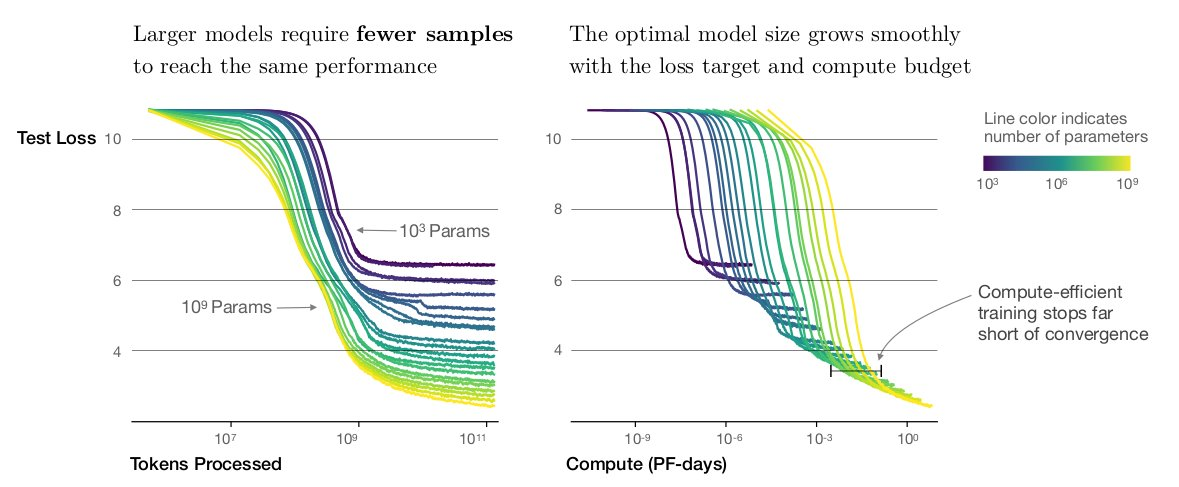 Larger models require fewer samples
to reach the same performance
The optimal model size grows smoothly
with the loss target and compute budget
Test Loss
10
8
6
4
10³ Params
10⁹ Params
10⁷
10⁹
10¹¹
Tokens Processed
10
8
6
4
10⁻⁹
10⁻⁶
10⁻³
10⁰
Compute (PF-days)
Line color indicates
number of parameters
10³
10⁶
10⁹
Compute-efficient
training stops far
short of convergence